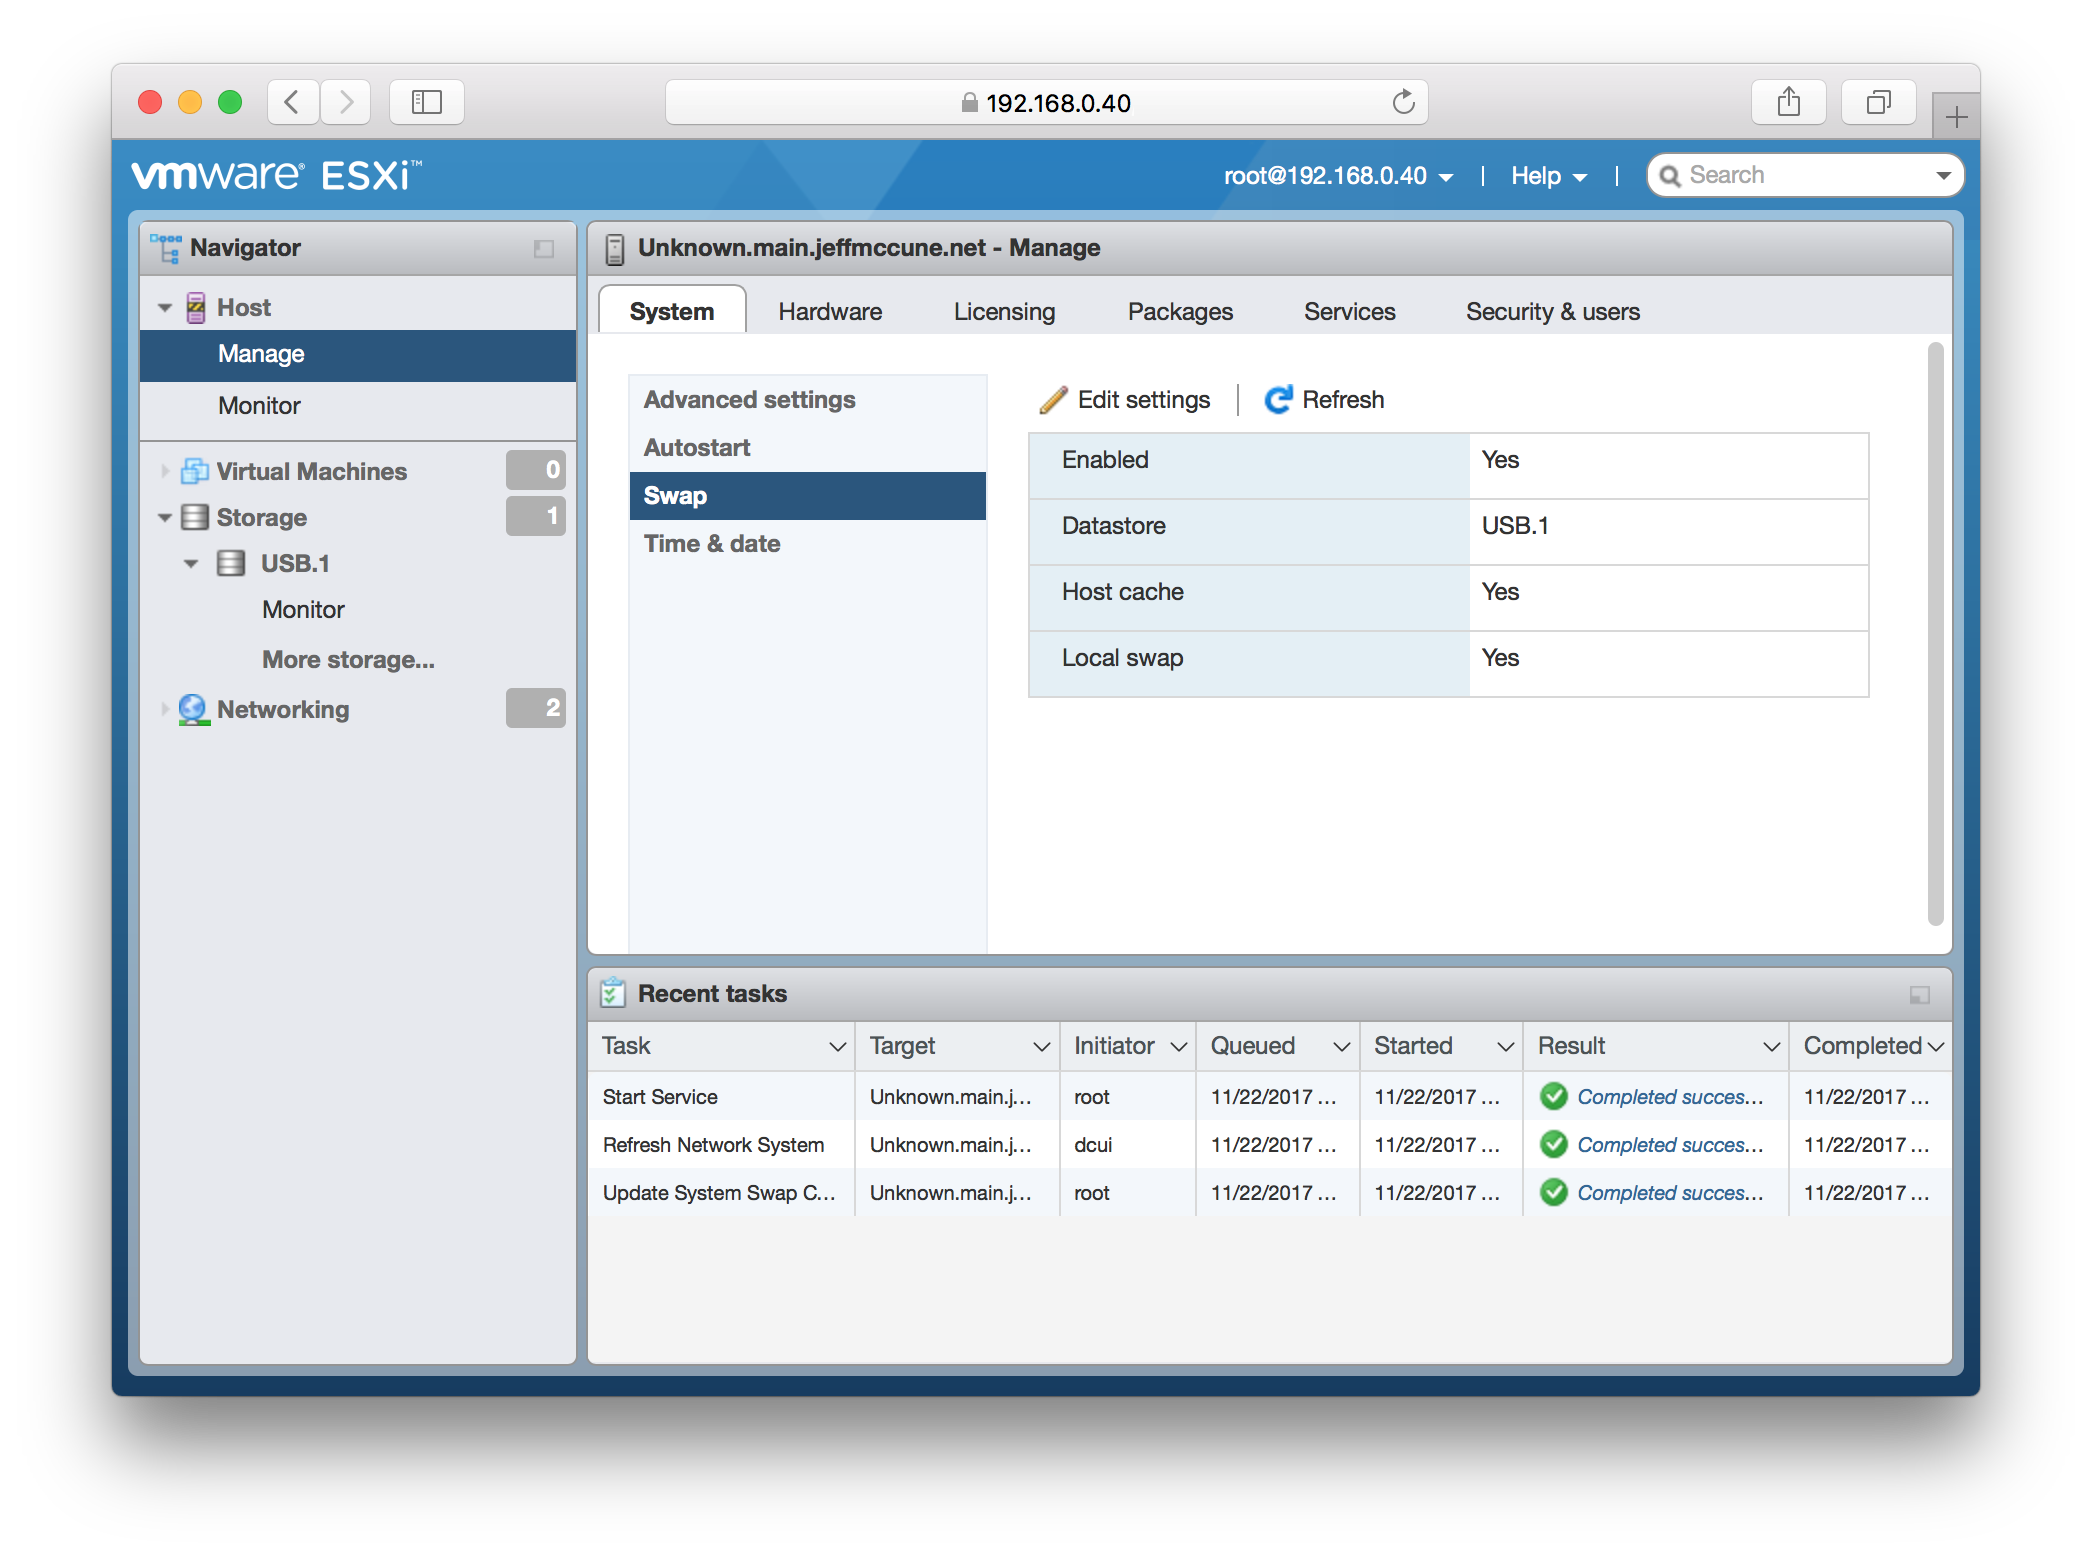 192.168.0.40
vmware® ESXi™
root@192.168.0.40 | Help | Search
Navigator
Host
Manage
Monitor
Virtual Machines 0
Storage 1
USB.1
Monitor
More storage...
Networking 2
Unknown.main.jeffmccune.net - Manage
System Hardware Licensing Packages Services Security & users
Advanced settings
Autostart
Swap
Time & date
Edit settings | Refresh
Enabled Yes
Datastore USB.1
Host cache Yes
Local swap Yes
Recent tasks
Task Target Initiator Queued Started Result Completed
Start Service Unknown.main.j... root 11/22/2017 ... 11/22/2017 ... Completed succes... 11/22/2017 ...
Refresh Network System Unknown.main.j... dcui 11/22/2017 ... 11/22/2017 ... Completed succes... 11/22/2017 ...
Update System Swap C... Unknown.main.j... root 11/22/2017 ... 11/22/2017 ... Completed succes... 11/22/2017 ...